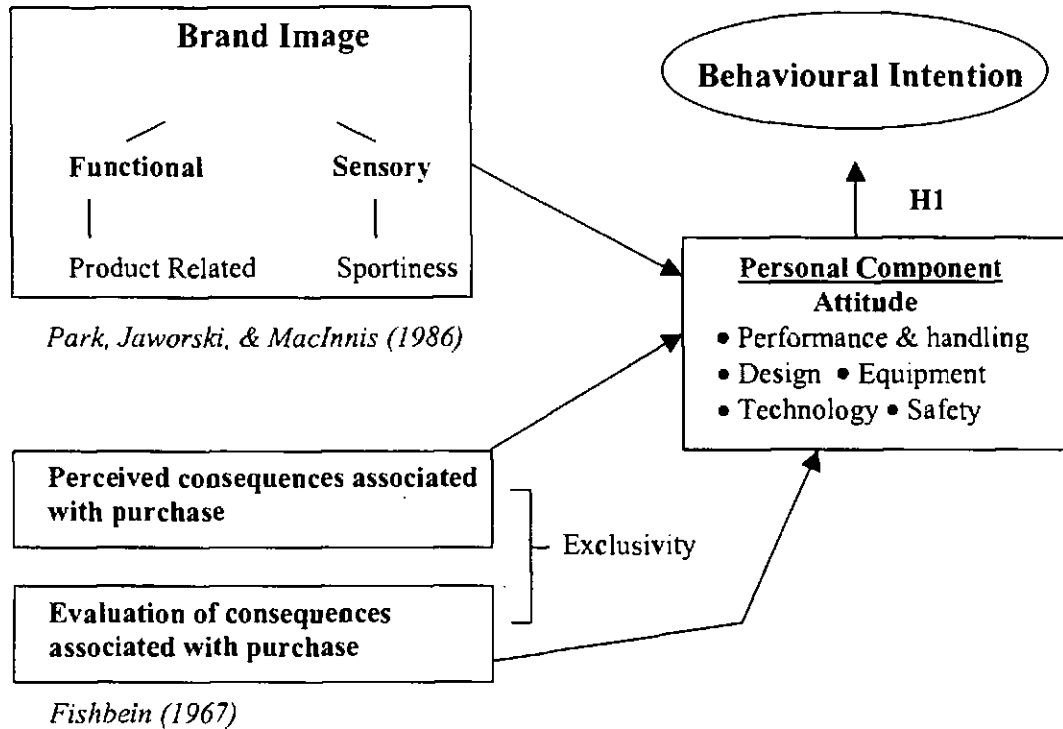 Brand Image
Functional
Sensory
Product Related
Sportiness
Park, Jaworski, & MacInnis (1986)
Behavioural Intention
H1
Personal Component
Attitude
• Performance & handling
• Design • Equipment
• Technology • Safety
Perceived consequences associated
with purchase
Exclusivity
Evaluation of consequences
associated with purchase
Fishbein (1967)